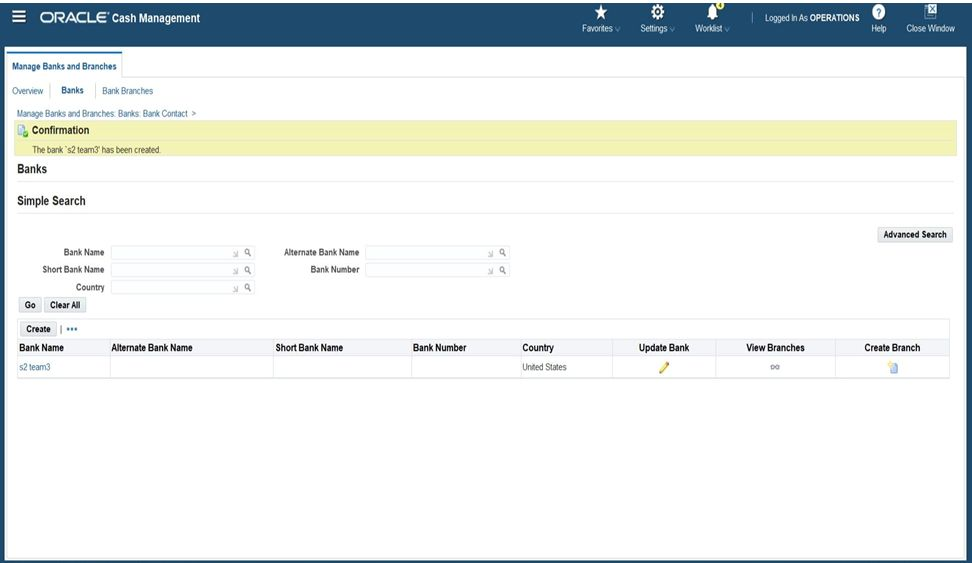 ORACLE Cash Management
Favorites Settings Worklist 4 Logged In As OPERATIONS Help Close Window
Manage Banks and Branches
Overview Banks Bank Branches
Manage Banks and Branches: Banks: Bank Contact >
Confirmation
The bank `s2 team3' has been created.
Banks
Simple Search
Advanced Search
Bank Name Alternate Bank Name
Short Bank Name Bank Number
Country
Go Clear All
Create | •••
Bank Name Alternate Bank Name Short Bank Name Bank Number Country Update Bank View Branches Create Branch
s2 team3 United States